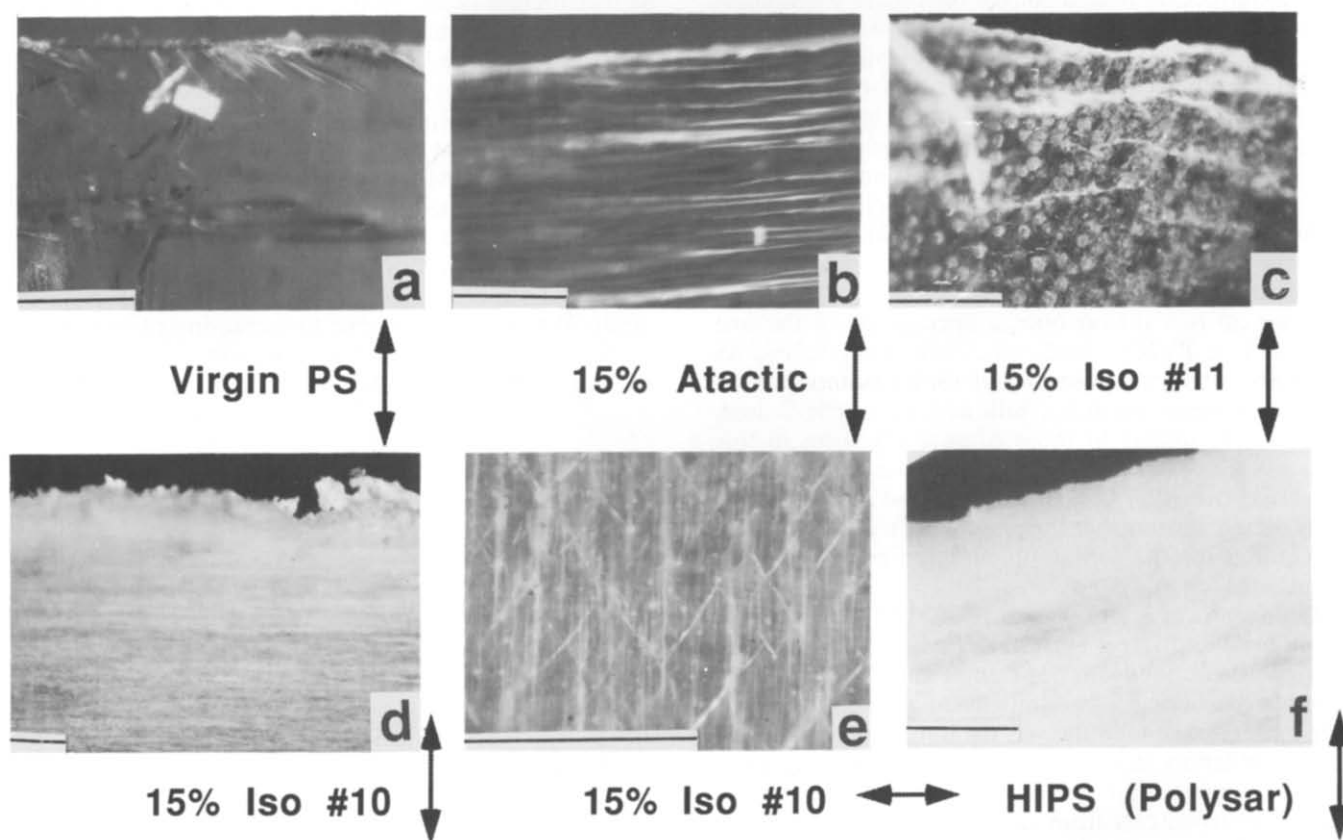 a
b
c
Virgin PS
15% Atactic
15% Iso #11
d
e
f
15% Iso #10
15% Iso #10
HIPS (Polysar)